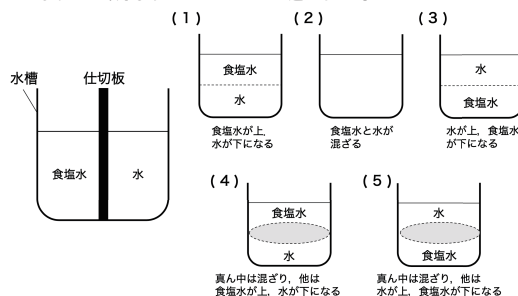 水槽
仕切板
食塩水
水
(1)
食塩水
水
食塩水が上,
水が下になる
(2)
食塩水と水が
混ざる
(3)
水
食塩水
水が上, 食塩水
が下になる
(4)
食塩水
水
真ん中は混ざり, 他は
食塩水が上, 水が下になる
(5)
水
食塩水
真ん中は混ざり, 他は
水が上, 食塩水が下になる